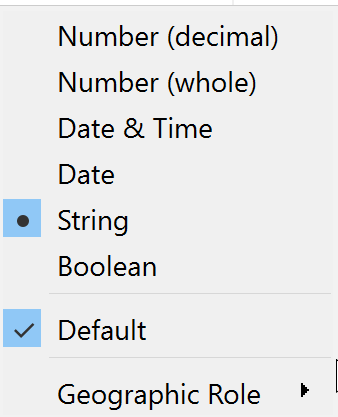 Number (decimal)
Number (whole)
Date & Time
Date
String
Boolean
Default
Geographic Role